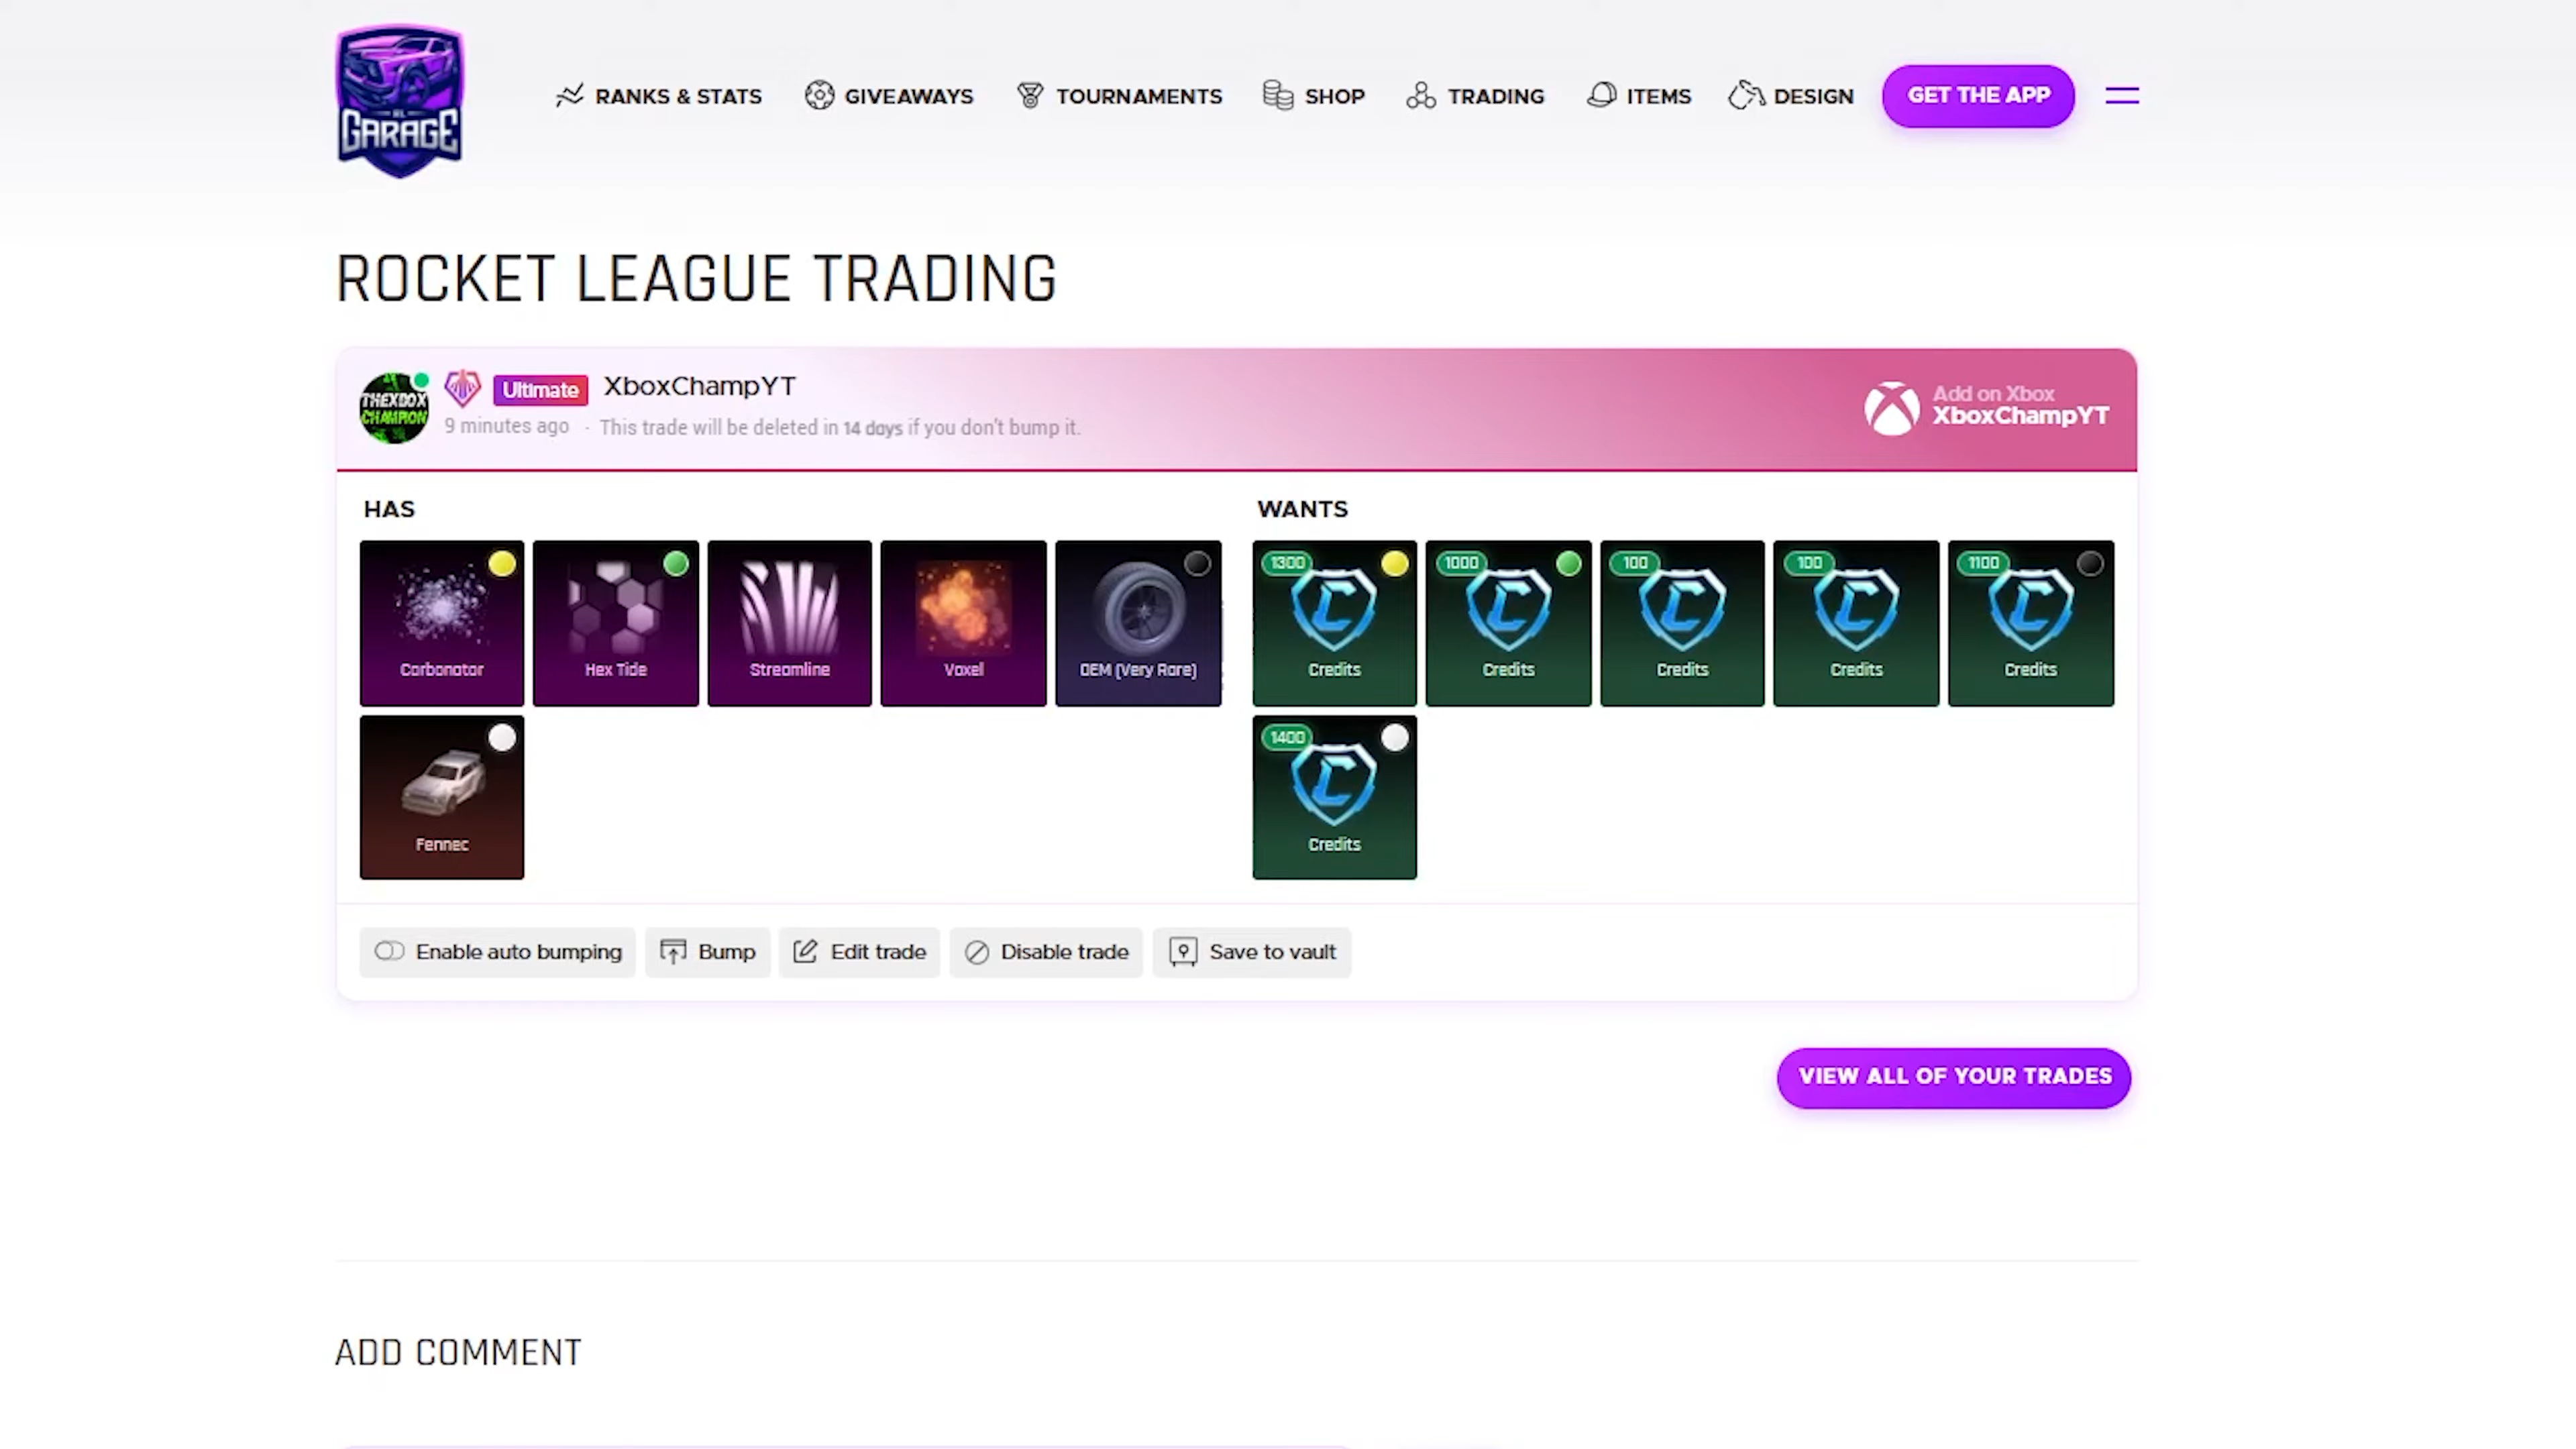 RL
GARAGE
RANKS & STATS
GIVEAWAYS
TOURNAMENTS
SHOP
TRADING
ITEMS
DESIGN
GET THE APP
ROCKET LEAGUE TRADING
THEXBOX
CHAMPION
Ultimate
XboxChampYT
9 minutes ago · This trade will be deleted in 14 days if you don't bump it.
Add on Xbox
XboxChampYT
HAS
Carbonator
Hex Tide
Streamline
Voxel
OEM (Very Rare)
Fennec
WANTS
1300
Credits
1000
Credits
100
Credits
100
Credits
1100
Credits
1400
Credits
Enable auto bumping
Bump
Edit trade
Disable trade
Save to vault
VIEW ALL OF YOUR TRADES
ADD COMMENT